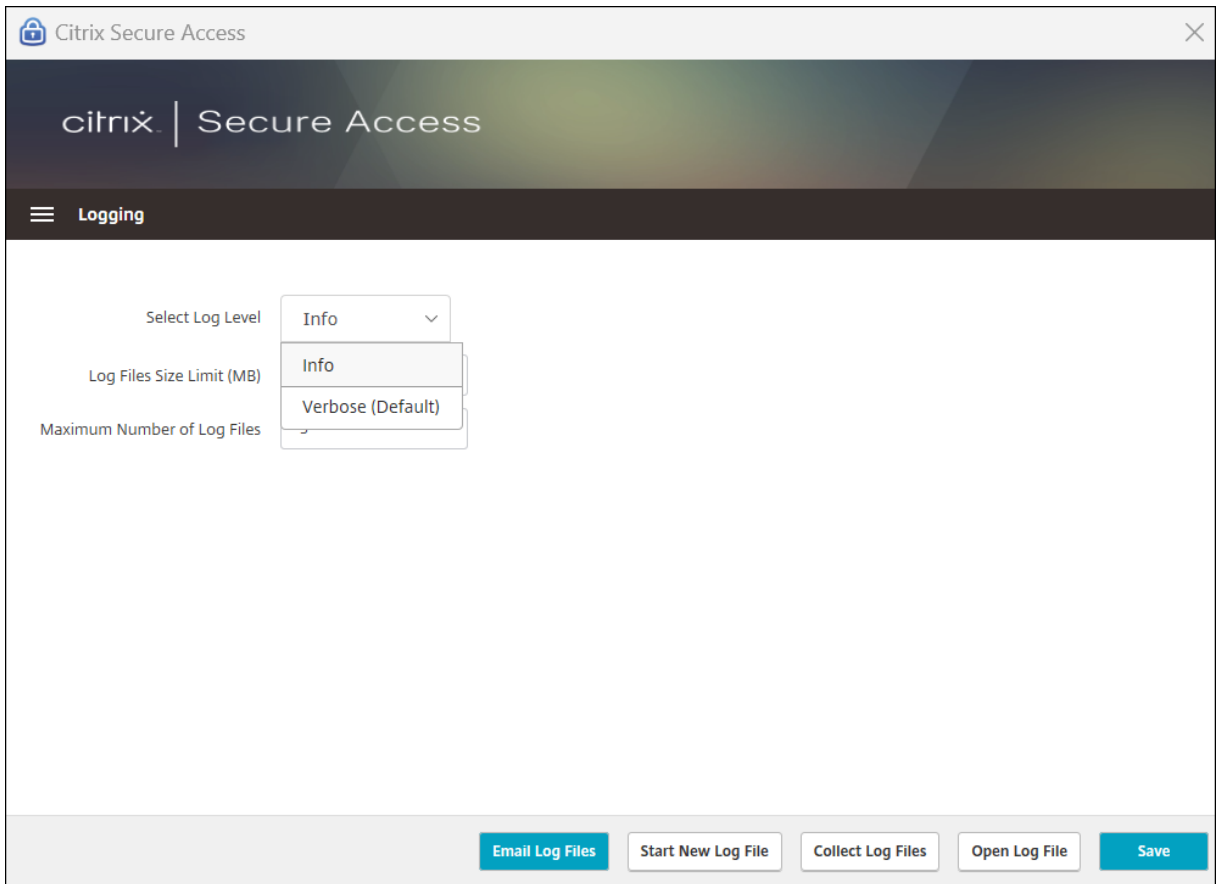 Citrix Secure Access
citrix. | Secure Access
Logging
Select Log Level
Info
Info
Log Files Size Limit (MB)
Verbose (Default)
Maximum Number of Log Files
Email Log Files
Start New Log File
Collect Log Files
Open Log File
Save